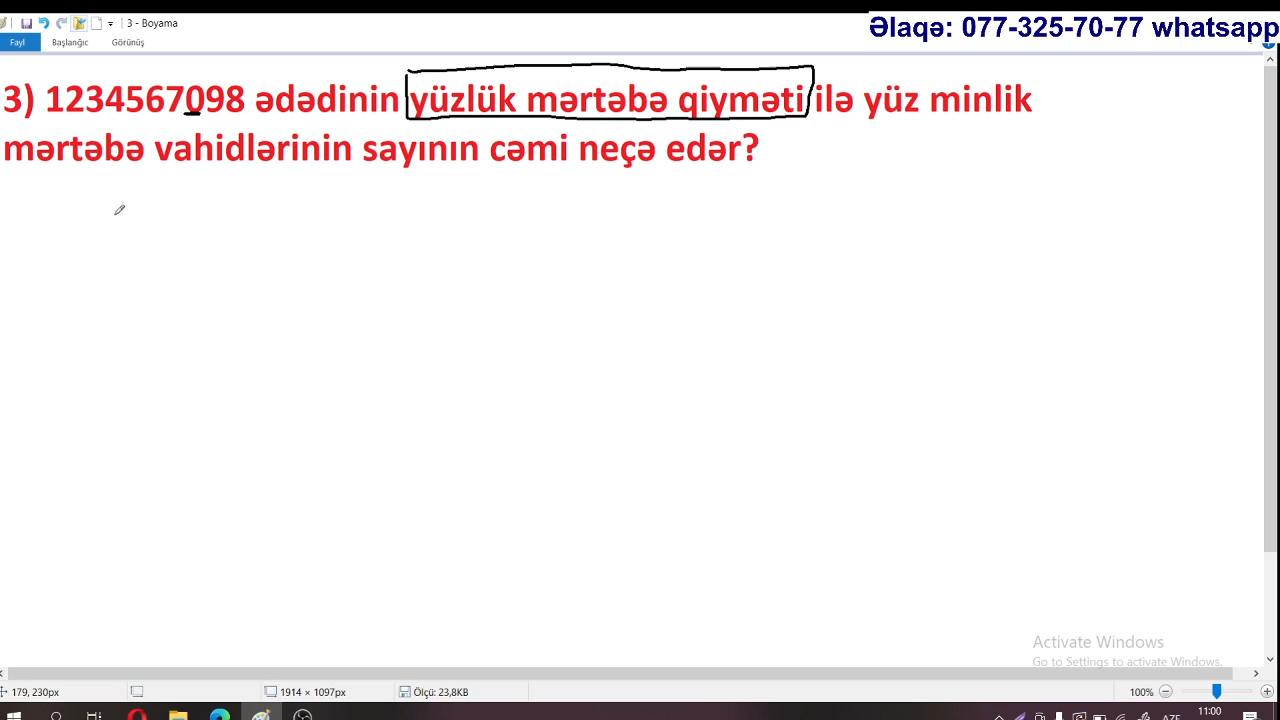 3 - Boyama
Əlaqə: 077-325-70-77 whatsapp
Fayl Başlanğıc Görünüş
3) 1234567098 ədədinin yüzlük mərtəbə qiyməti ilə yüz minlik
mərtəbə vahidlərinin sayının cəmi neçə edər?
Activate Windows
Go to Settings to activate Windows.
179, 230px 1914 × 1097px Ölçü: 23,8KB 100%
AZE 11:00